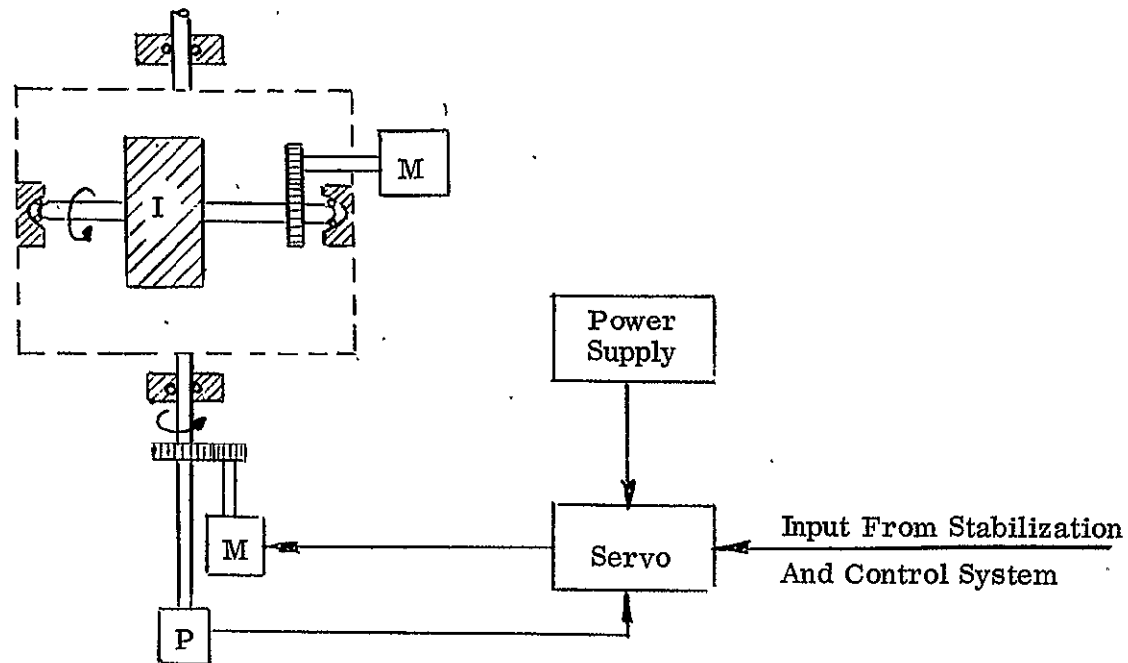 M
I
Power
Supply
Input From Stabilization
M
Servo
And Control System
P